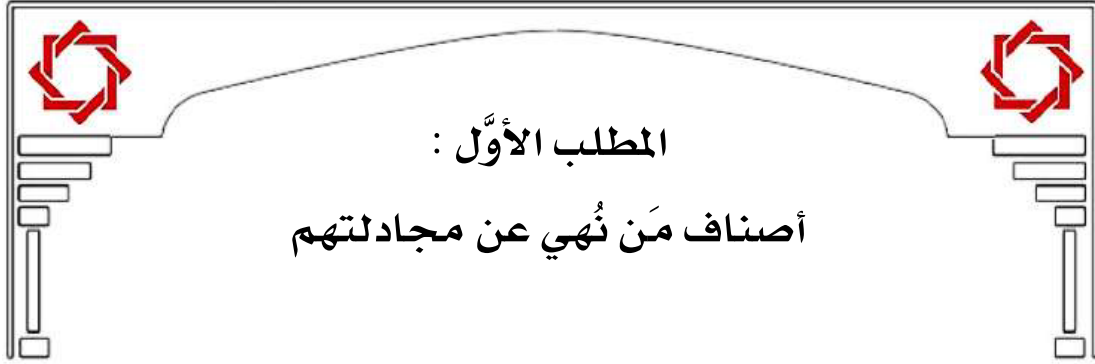 المطلب الأوَّل :
أصناف مَن نُهي عن مجادلتهم